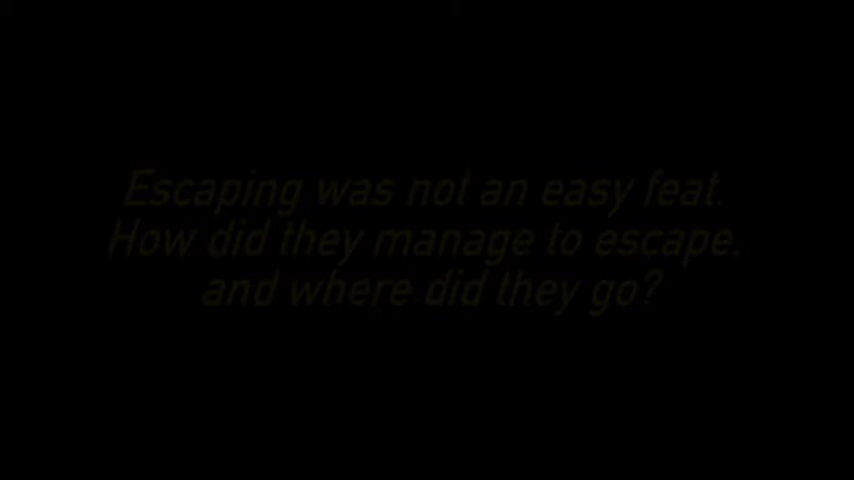 Escaping was not an easy feat.
How did they manage to escape,
and where did they go?